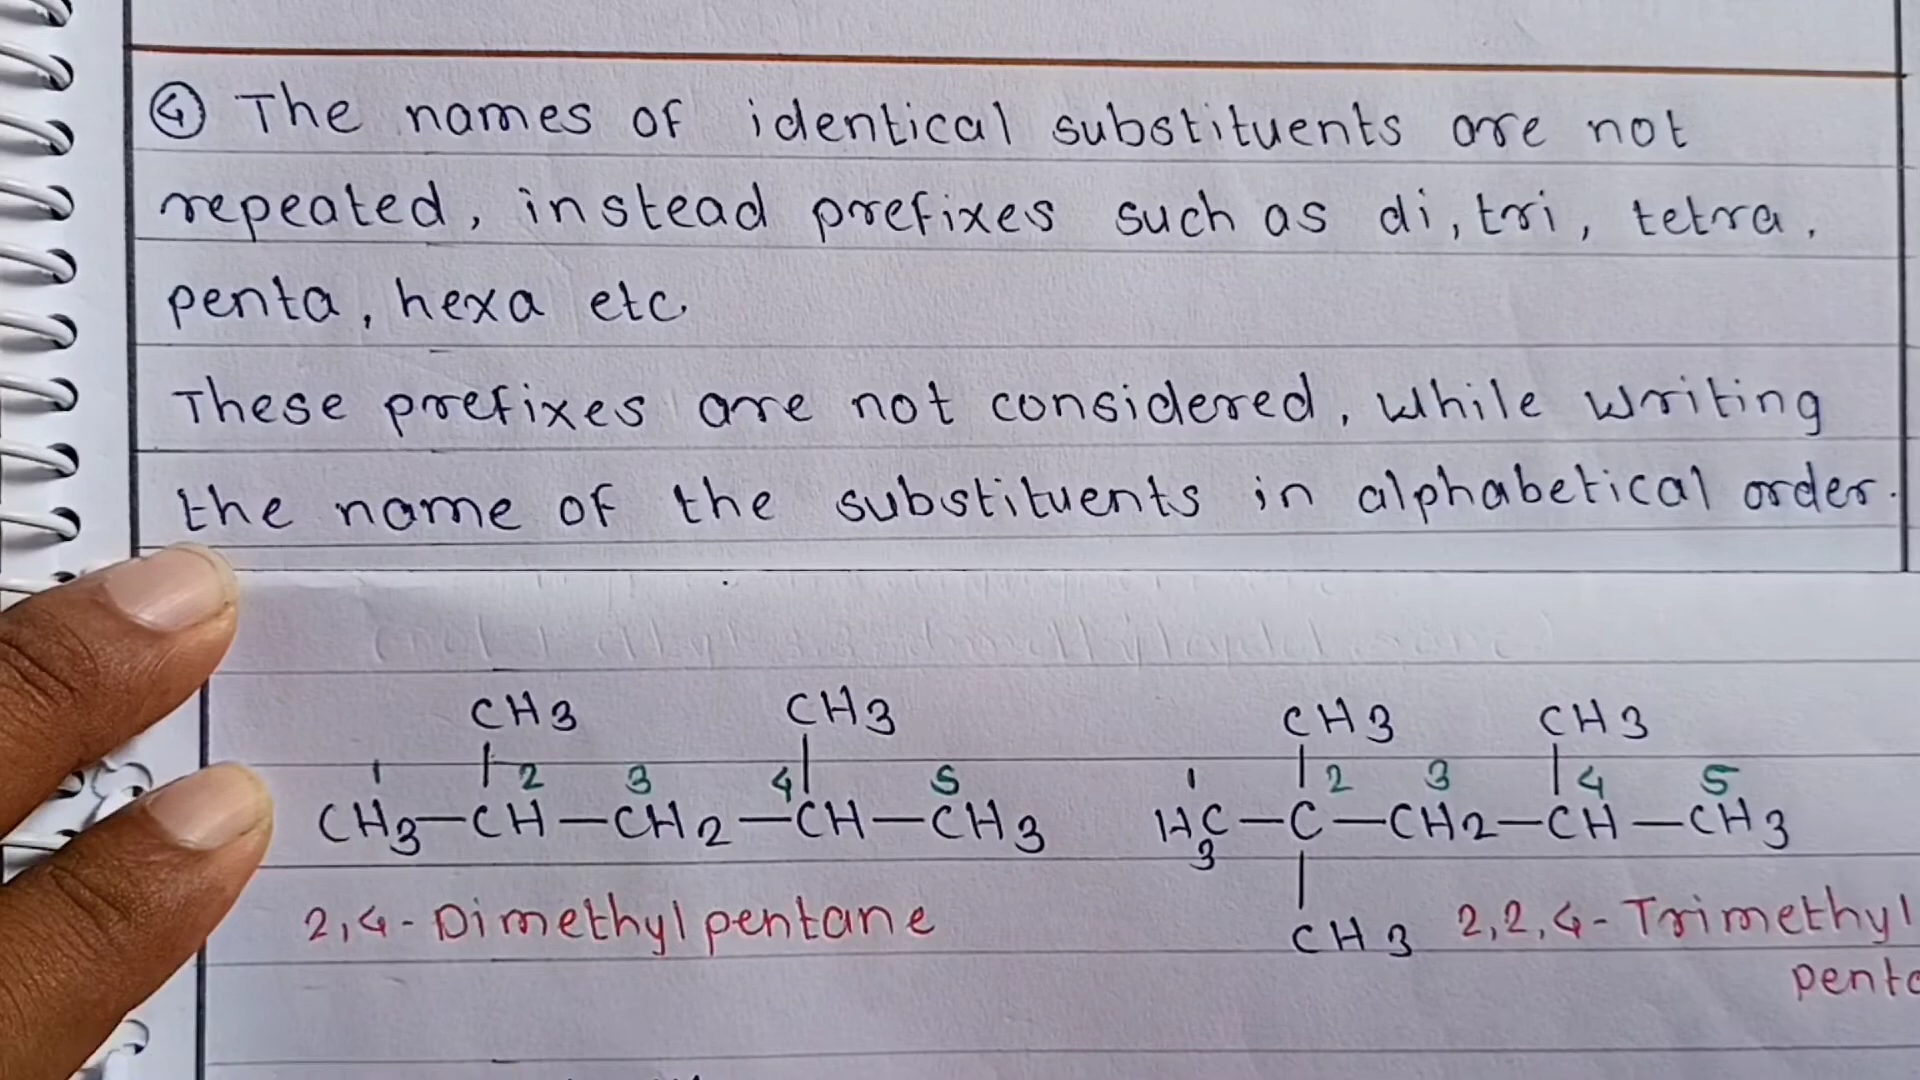 ④ The names of identical substituents are not
repeated, instead prefixes such as di, tri, tetra,
penta, hexa etc.
These prefixes are not considered, while writing
the name of the substituents in alphabetical order.
CH3 CH3 CH3 CH3
1 2 3 4 5 1 2 3 4 5
CH3-CH-CH2-CH-CH3 H3C-C-CH2-CH-CH3
2,4-Dimethylpentane CH3 2,2,4-Trimethyl